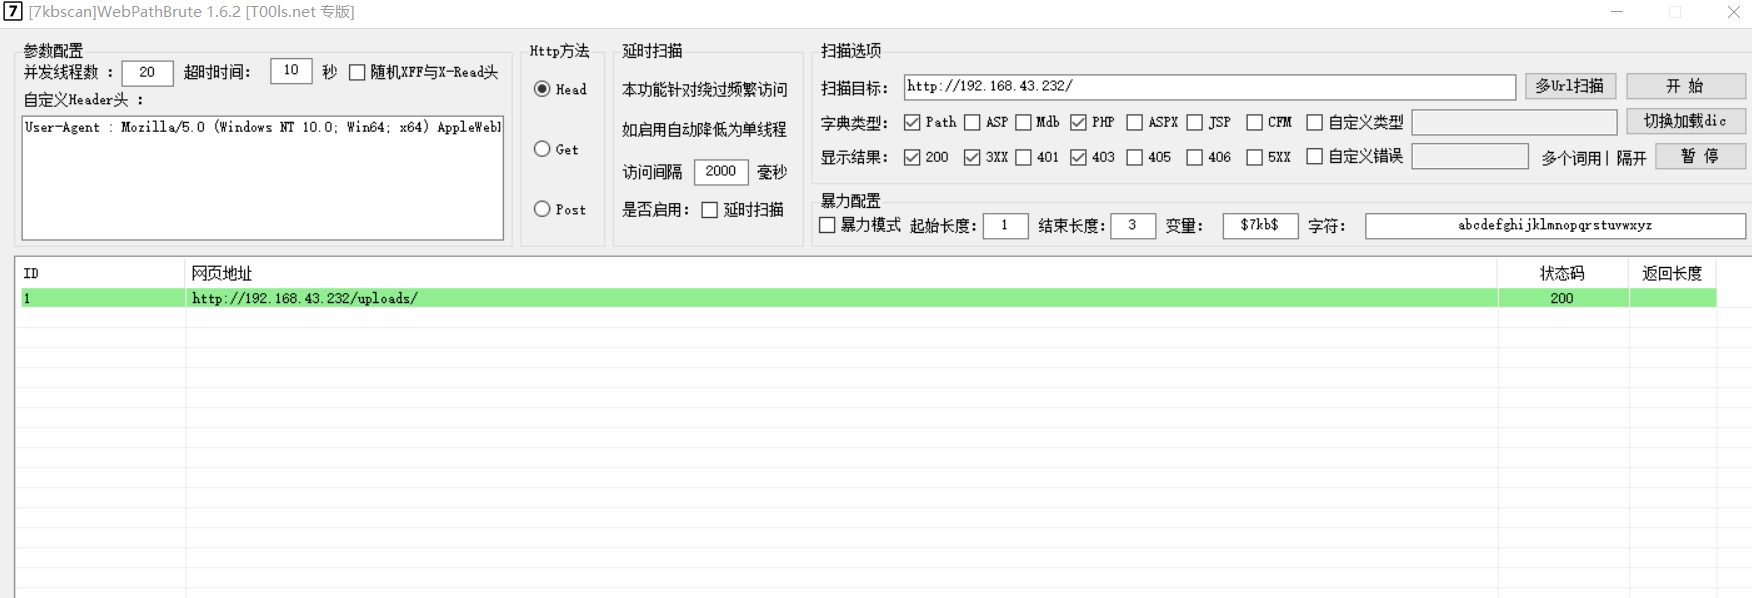 7 [7kbscan]WebPathBrute 1.6.2 [T00ls.net 专版]
参数配置
并发线程数 : 20 超时时间: 10 秒 随机XFF与X-Read头
自定义Header头 :
User-Agent : Mozilla/5.0 (Windows NT 10.0; Win64; x64) AppleWebl
Http方法
Head
Get
Post
延时扫描
本功能针对绕过频繁访问
如启用自动降低为单线程
访问间隔 2000 毫秒
是否启用: 延时扫描
扫描选项
扫描目标: http://192.168.43.232/ 多Url扫描 开 始
字典类型: Path ASP Mdb PHP ASPX JSP CFM 自定义类型 切换加载dic
显示结果: 200 3XX 401 403 405 406 5XX 自定义错误 多个词用| 隔开 暂 停
暴力配置
暴力模式 起始长度: 1 结束长度: 3 变量: $7kb$ 字符: abcdefghijklmnopqrstuvwxyz
ID 网页地址 状态码 返回长度
1 http://192.168.43.232/uploads/ 200